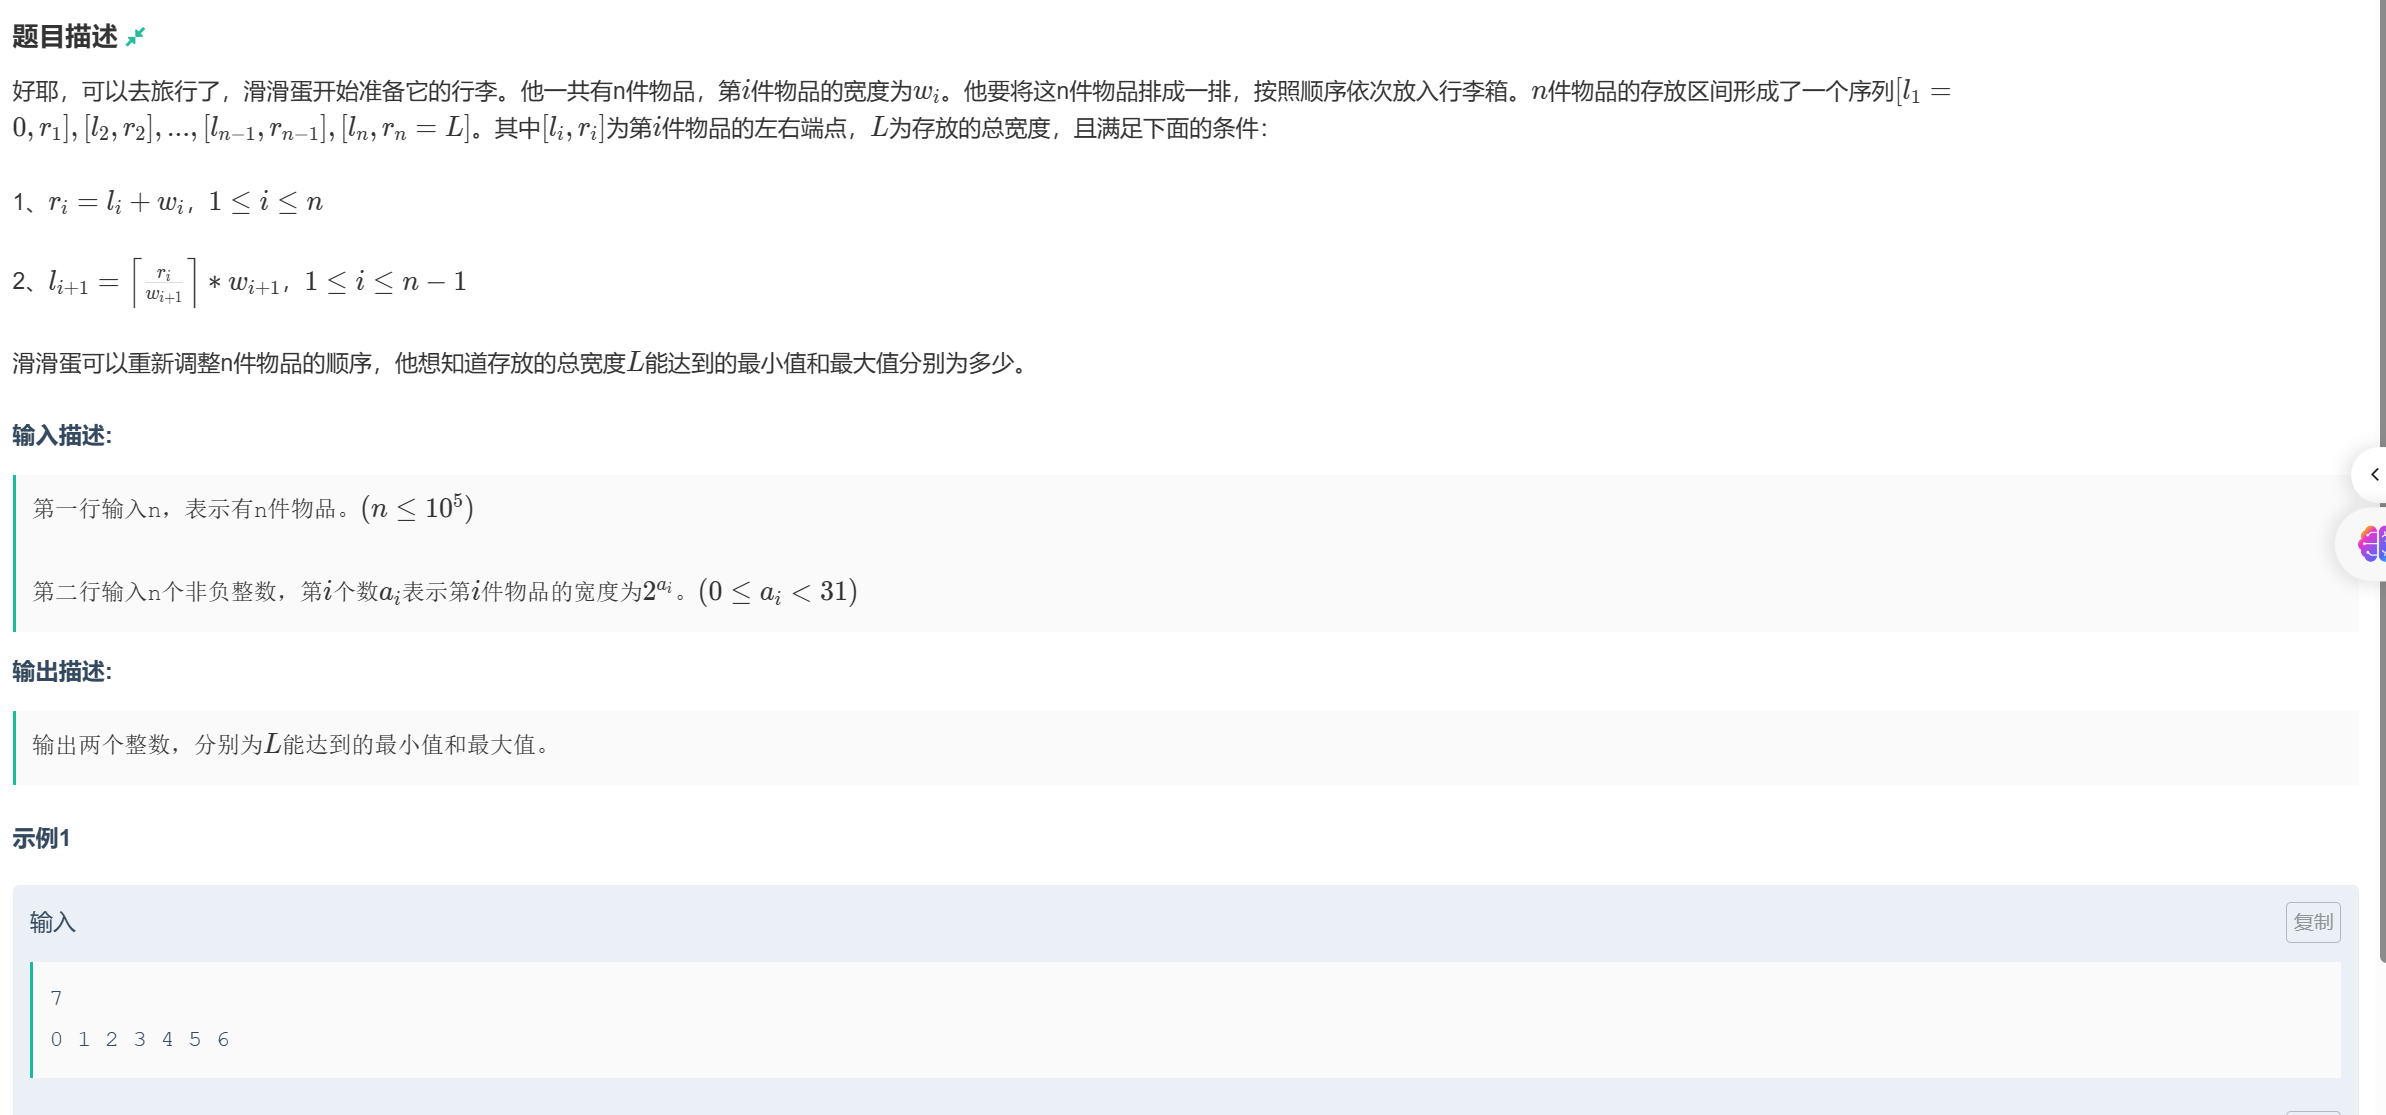 题目描述
好耶，可以去旅行了，滑滑蛋开始准备它的行李。他一共有n件物品，第$i$件物品的宽度为$w_i$。他要将这n件物品排成一排，按照顺序依次放入行李箱。$n$件物品的存放区间形成了一个序列$[l_1 =$
$0, r_1], [l_2, r_2], ..., [l_{n-1}, r_{n-1}], [l_n, r_n = L]$。其中$[l_i, r_i]$为第$i$件物品的左右端点，$L$为存放的总宽度，且满足下面的条件：
1、$r_i = l_i + w_i$，$1 \leq i \leq n$
2、$l_{i+1} = \left\lceil \frac{r_i}{w_{i+1}} \right\rceil * w_{i+1}$，$1 \leq i \leq n - 1$
滑滑蛋可以重新调整n件物品的顺序，他想知道存放的总宽度$L$能达到的最小值和最大值分别为多少。
输入描述:
第一行输入n，表示有n件物品。$(n \leq 10^5)$
第二行输入n个非负整数，第$i$个数$a_i$表示第$i$件物品的宽度为$2^{a_i}$。$(0 \leq a_i < 31)$
输出描述:
输出两个整数，分别为$L$能达到的最小值和最大值。
示例1
输入
复制
7
0 1 2 3 4 5 6